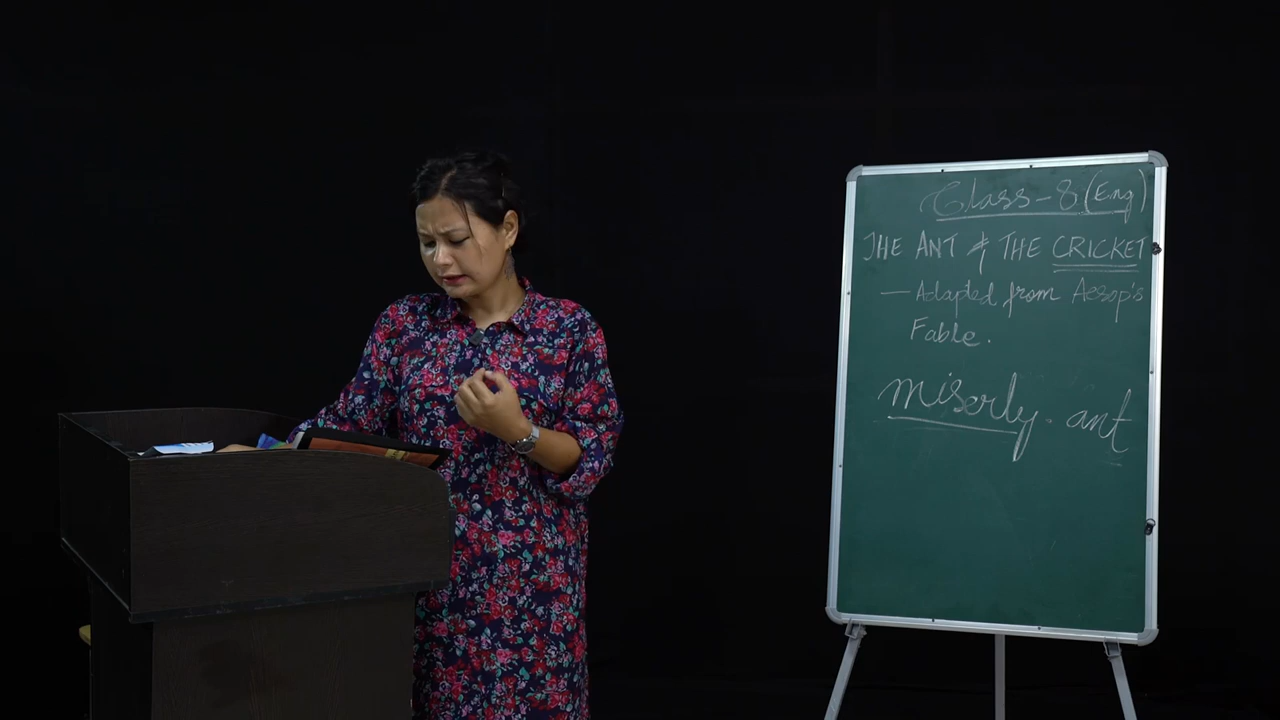 Class-8 (Eng)
THE ANT & THE CRICKET
- Adapted from Aesop's
Fable.
miserly. ant